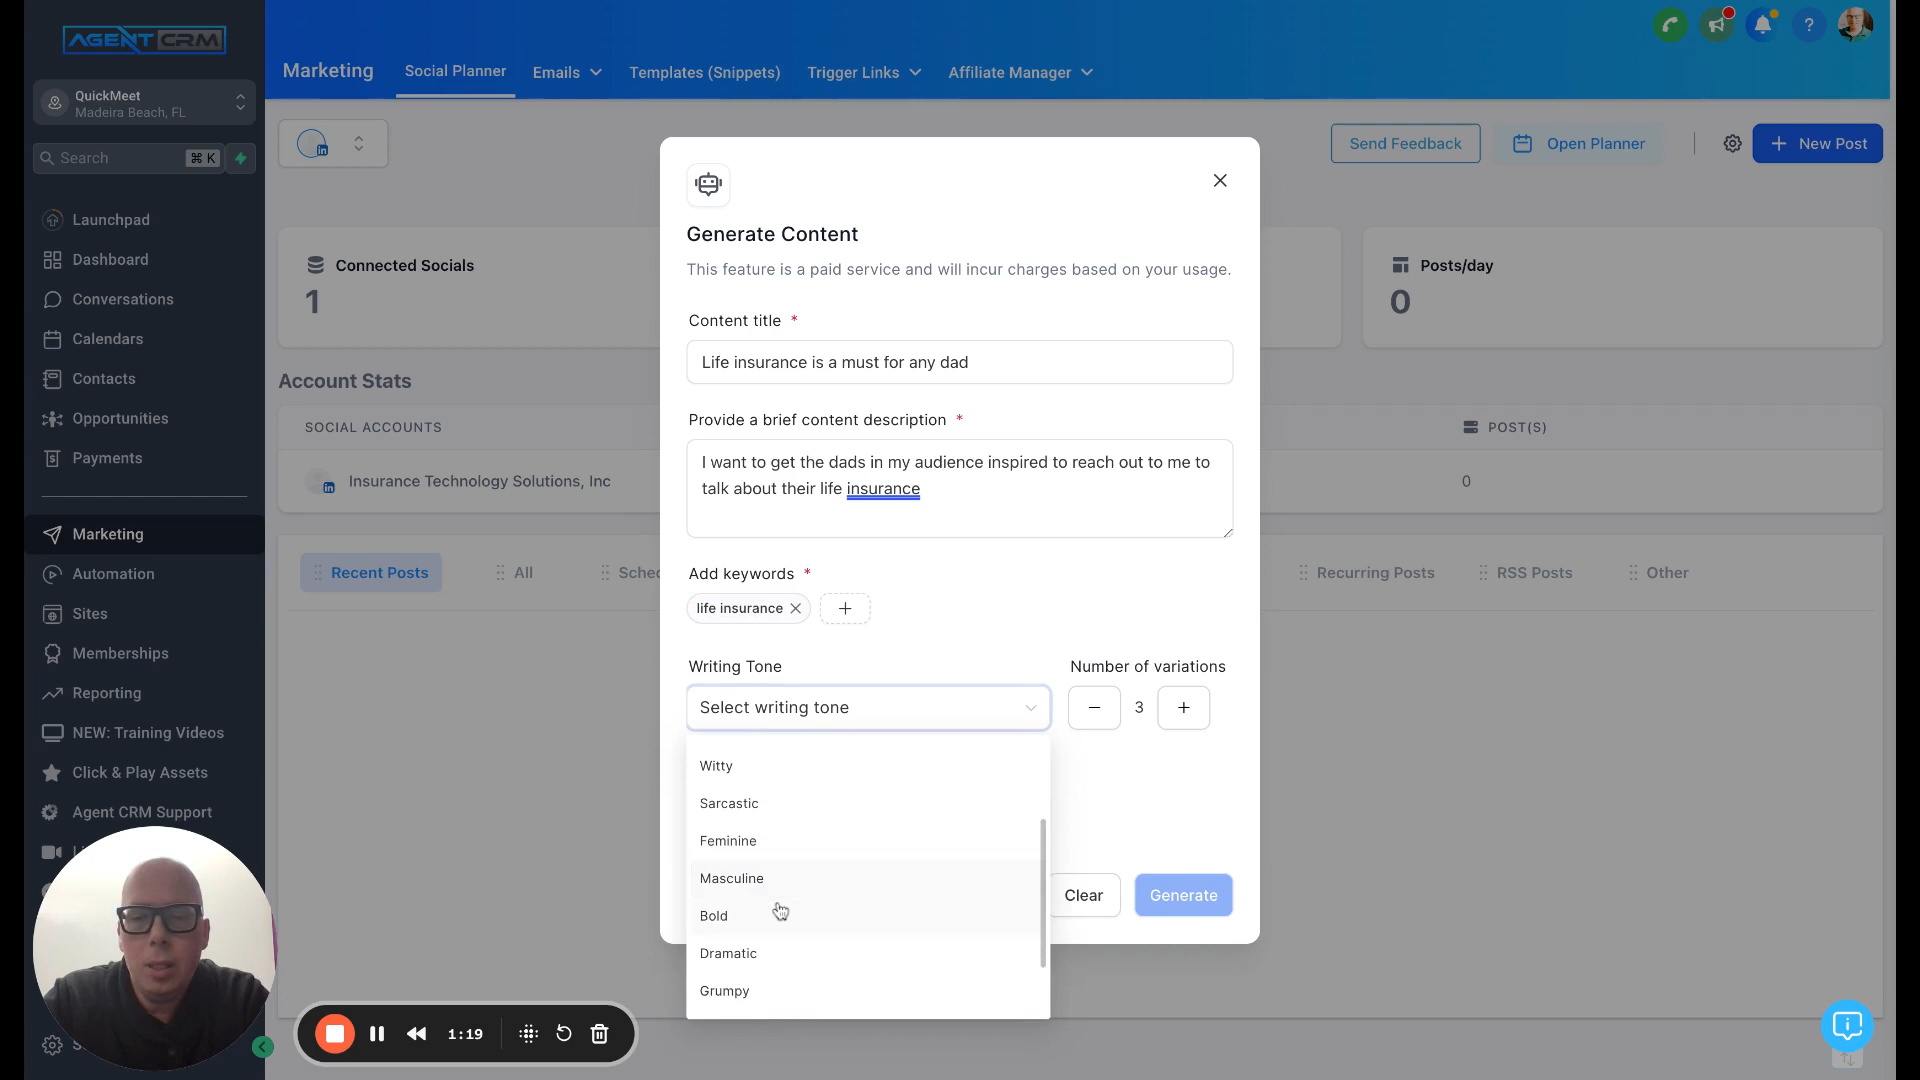 AGENT CRM
QuickMeet
Madeira Beach, FL
Search
⌘ K
Launchpad
Dashboard
Conversations
Calendars
Contacts
Opportunities
Payments
Marketing
Automation
Sites
Memberships
Reporting
NEW: Training Videos
Click & Play Assets
Agent CRM Support
Marketing
Social Planner
Emails
Templates (Snippets)
Trigger Links
Affiliate Manager
Send Feedback
Open Planner
+ New Post
Connected Socials
1
Posts/day
0
Account Stats
SOCIAL ACCOUNTS
POST(S)
Insurance Technology Solutions, Inc
0
Recent Posts
All
Recurring Posts
RSS Posts
Other
Generate Content
This feature is a paid service and will incur charges based on your usage.
Content title *
Life insurance is a must for any dad
Provide a brief content description *
I want to get the dads in my audience inspired to reach out to me to
talk about their life insurance
Add keywords *
life insurance
Writing Tone
Number of variations
Select writing tone
3
Witty
Sarcastic
Feminine
Masculine
Bold
Dramatic
Grumpy
Clear
Generate
1:19